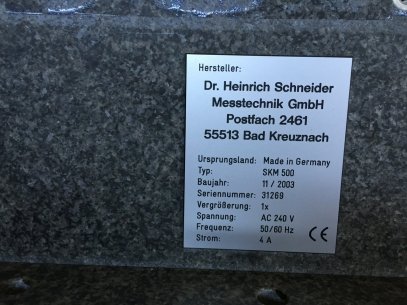 Hersteller:
Dr. Heinrich Schneider
Messtechnik GmbH
Postfach 2461
55513 Bad Kreuznach
Ursprungsland: Made in Germany
Typ: SKM 500
Baujahr: 11 / 2003
Seriennummer: 31269
Vergrößerung: 1x
Spannung: AC 240 V
Frequenz: 50/60 Hz
Strom: 4 A CE